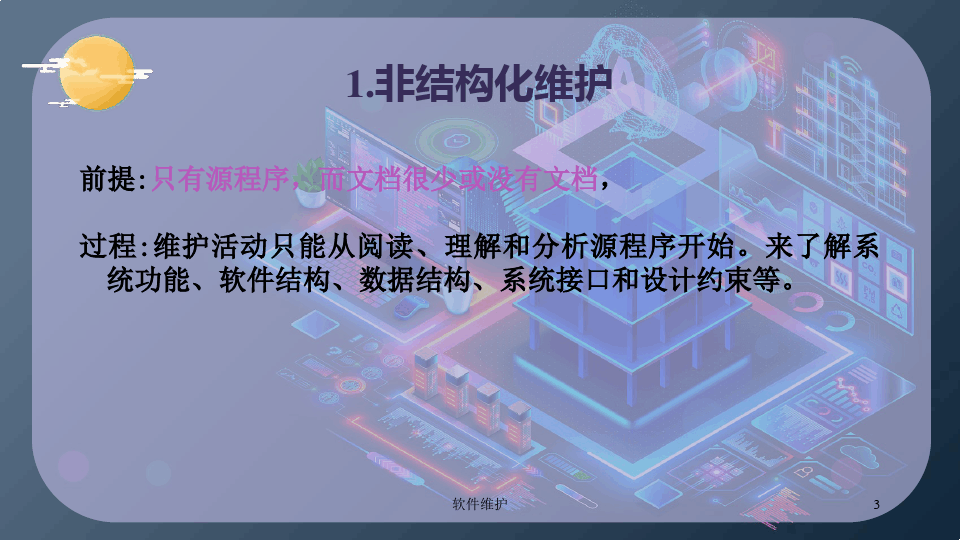 1.非结构化维护
前提:只有源程序，而文档很少或没有文档，
过程:维护活动只能从阅读、理解和分析源程序开始。来了解系
统功能、软件结构、数据结构、系统接口和设计约束等。
软件维护
3